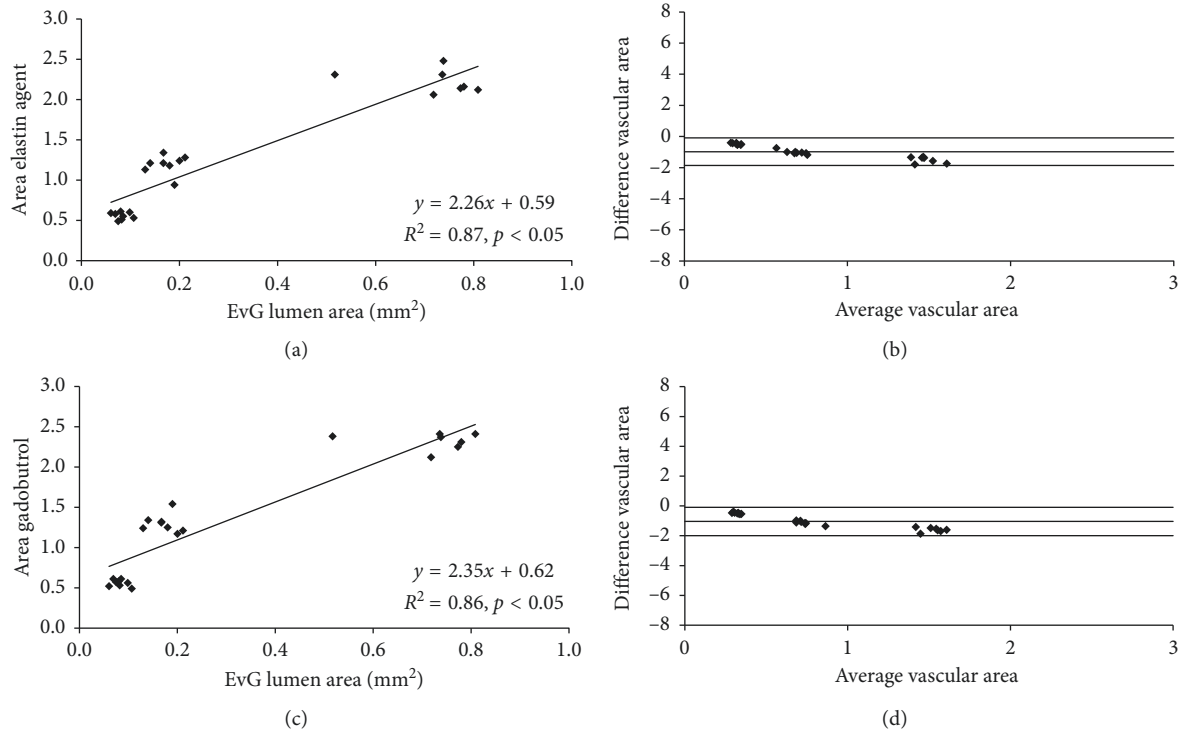 3.0
2.5
2.0
1.5
1.0
0.5
0.0
Area elastin agent
y = 2.26x + 0.59
R² = 0.87, p < 0.05
0.0 0.2 0.4 0.6 0.8 1.0
EvG lumen area (mm²)
(a)
8
6
4
2
0
−2
−4
−6
−8
Difference vascular area
0 1 2 3
Average vascular area
(b)
3.0
2.5
2.0
1.5
1.0
0.5
0.0
Area gadobutrol
y = 2.35x + 0.62
R² = 0.86, p < 0.05
0.0 0.2 0.4 0.6 0.8 1.0
EvG lumen area (mm²)
(c)
8
6
4
2
0
−2
−4
−6
−8
Difference vascular area
0 1 2 3
Average vascular area
(d)